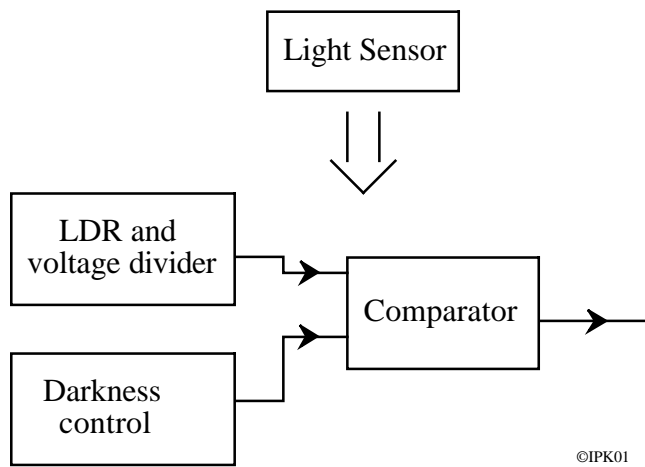 Light Sensor
LDR and
voltage divider
Comparator
Darkness
control
©IPK01